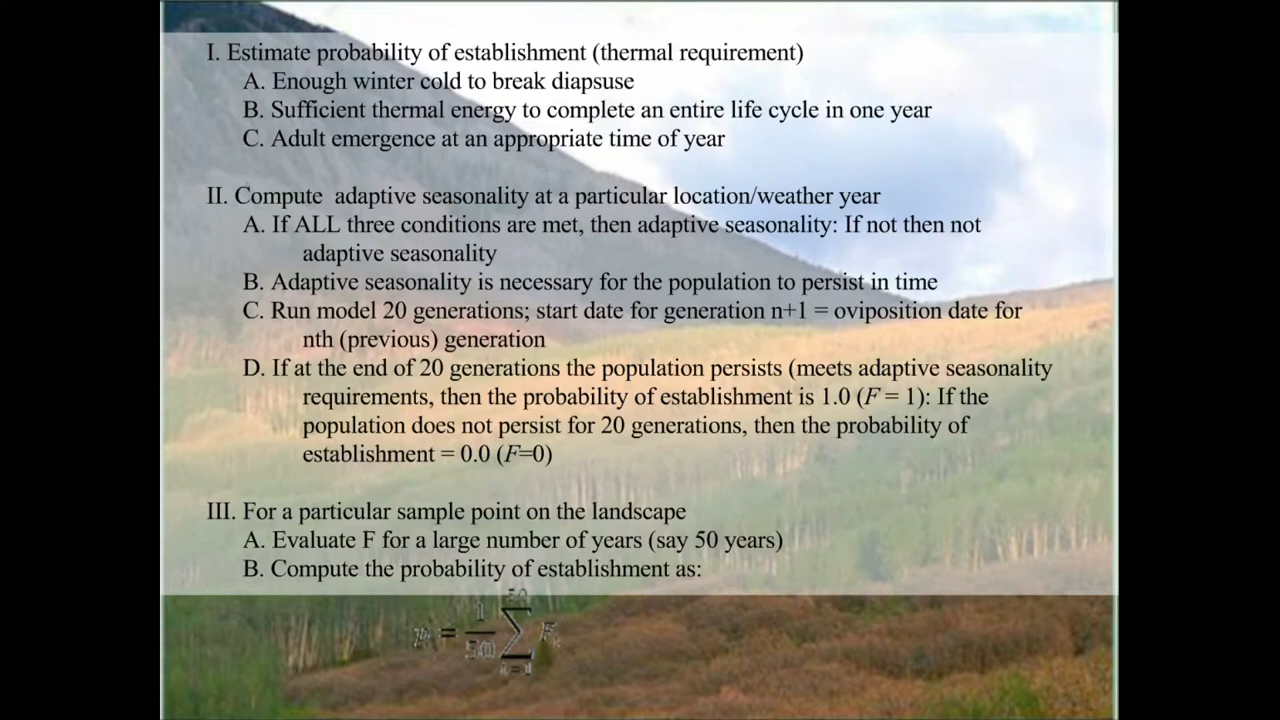 I. Estimate probability of establishment (thermal requirement)
A. Enough winter cold to break diapsuse
B. Sufficient thermal energy to complete an entire life cycle in one year
C. Adult emergence at an appropriate time of year
II. Compute adaptive seasonality at a particular location/weather year
A. If ALL three conditions are met, then adaptive seasonality: If not then not
adaptive seasonality
B. Adaptive seasonality is necessary for the population to persist in time
C. Run model 20 generations; start date for generation n+1 = oviposition date for
nth (previous) generation
D. If at the end of 20 generations the population persists (meets adaptive seasonality
requirements, then the probability of establishment is 1.0 (F = 1): If the
population does not persist for 20 generations, then the probability of
establishment = 0.0 (F=0)
III. For a particular sample point on the landscape
A. Evaluate F for a large number of years (say 50 years)
B. Compute the probability of establishment as:
= 1/50 ∑ F